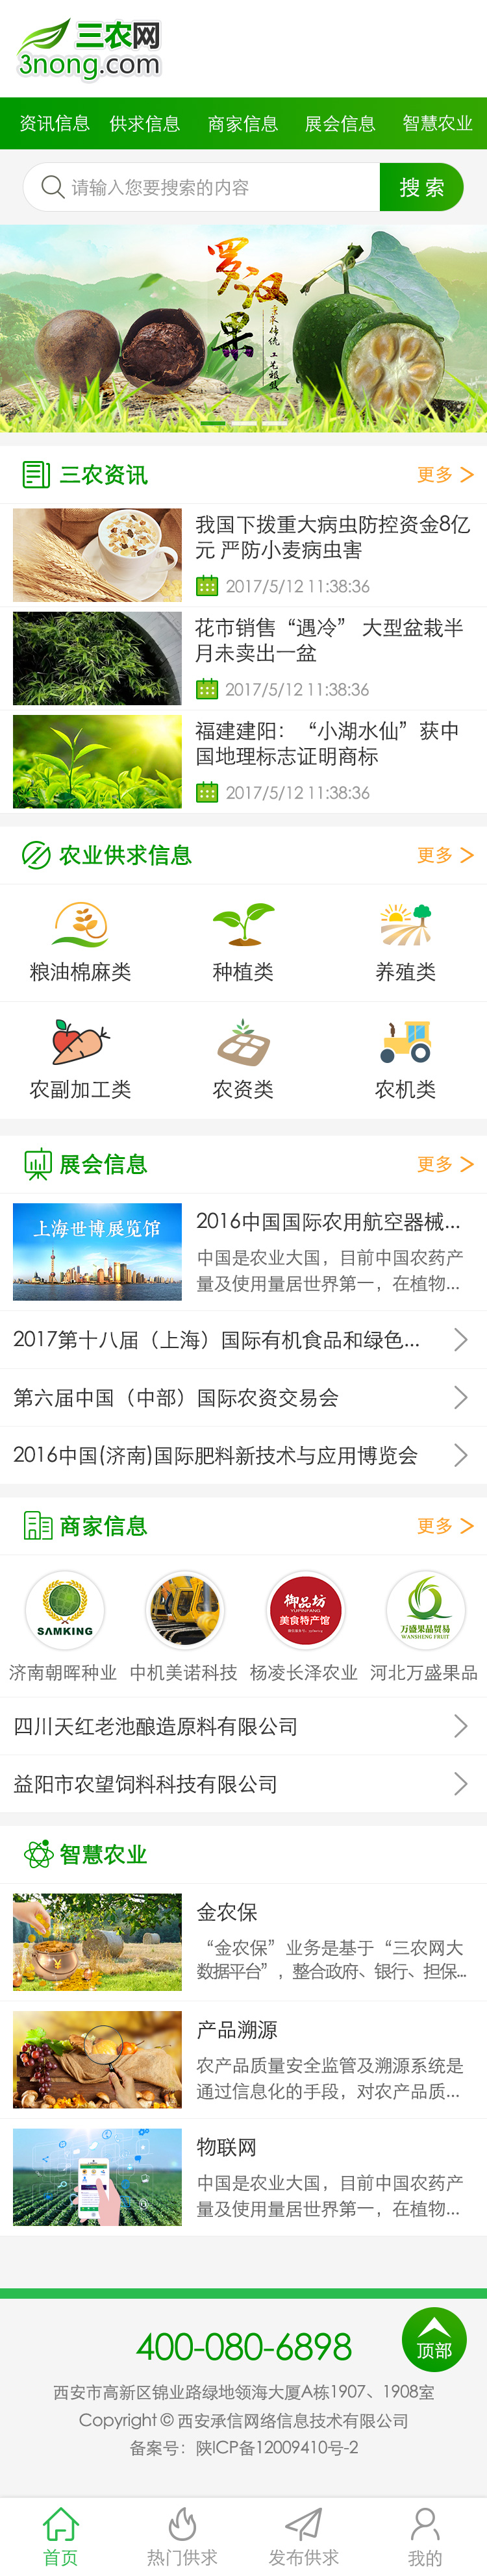 三农网
3nong.com
资讯信息 供求信息 商家信息 展会信息 智慧农业
请输入您要搜索的内容 搜 索
罗汉果
三农资讯 更多 >
我国下拨重大病虫防控资金8亿
元 严防小麦病虫害
2017/5/12 11:38:36
花市销售“遇冷” 大型盆栽半
月未卖出一盆
2017/5/12 11:38:36
福建建阳：“小湖水仙”获中
国地理标志证明商标
2017/5/12 11:38:36
农业供求信息 更多 >
粮油棉麻类 种植类 养殖类
农副加工类 农资类 农机类
展会信息 更多 >
上海世博展览馆
2016中国国际农用航空器械...
中国是农业大国，目前中国农药产
量及使用量居世界第一，在植物...
2017第十八届（上海）国际有机食品和绿色...
第六届中国（中部）国际农资交易会
2016中国(济南)国际肥料新技术与应用博览会
商家信息 更多 >
SAMKING
御品坊
YUPINFANG
美食特产馆
万盛果品贸易
WANSHENG FRUIT
济南朝晖种业 中机美诺科技 杨凌长泽农业 河北万盛果品
四川天红老池酿造原料有限公司
益阳市农望饲料科技有限公司
智慧农业
金农保
“金农保”业务是基于“三农网大
数据平台”，整合政府、银行、担保...
产品溯源
农产品质量安全监管及溯源系统是
通过信息化的手段，对农产品质...
物联网
中国是农业大国，目前中国农药产
量及使用量居世界第一，在植物...
400-080-6898
顶部
西安市高新区锦业路绿地领海大厦A栋1907、1908室
Copyright © 西安承信网络信息技术有限公司
备案号：陕ICP备12009410号-2
首页 热门供求 发布供求 我的